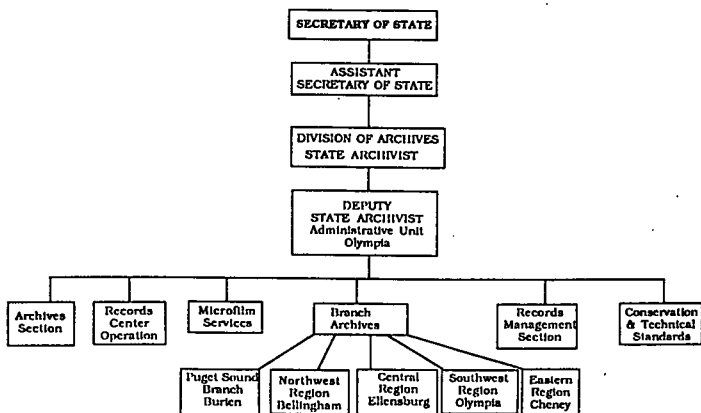 SECRETARY OF STATE
ASSISTANT
SECRETARY OF STATE
DIVISION OF ARCHIVES
STATE ARCHIVIST
DEPUTY
STATE ARCHIVIST
Administrative Unit
Olympia
Archives
Section
Records
Center
Operation
Microfilm
Services
Branch
Archives
Records
Management
Section
Conservation
& Technical
Standards
Puget Sound
Branch
Burien
Northwest
Region
Bellingham
Central
Region
Ellensburg
Southwest
Region
Olympia
Eastern
Region
Cheney